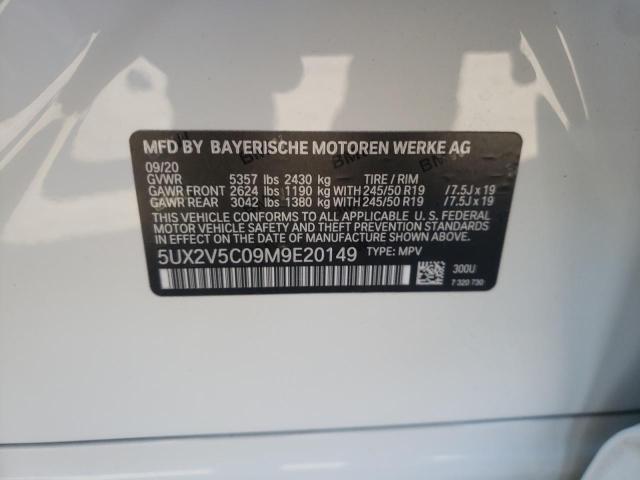 MFD BY BAYERISCHE MOTOREN WERKE AG
09/20
GVWR 5357 lbs 2430 kg TIRE / RIM
GAWR FRONT 2624 lbs 1190 kg WITH 245/50 R19 / 7.5J x 19
GAWR REAR 3042 lbs 1380 kg WITH 245/50 R19 / 7.5J x 19
THIS VEHICLE CONFORMS TO ALL APPLICABLE U. S. FEDERAL
MOTOR VEHICLE SAFETY STANDARDS IN EFFECT ON THE
DATE OF MANUFACTURE SHOWN ABOVE.
5UX2V5C09M9E20149 TYPE: MPV
300U
7 320 730